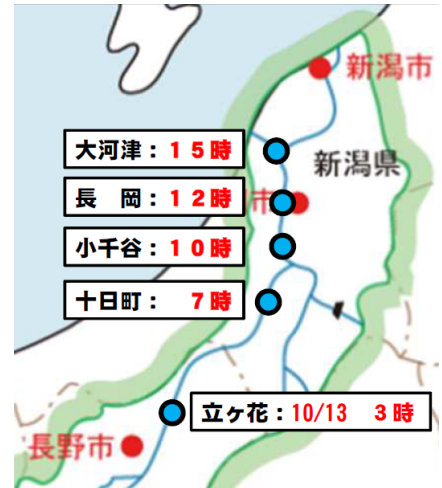 新潟市
大河津：１５時
新潟県
長　岡：１２時
市
小千谷：１０時
十日町：　７時
立ヶ花：10/13　３時
長野市